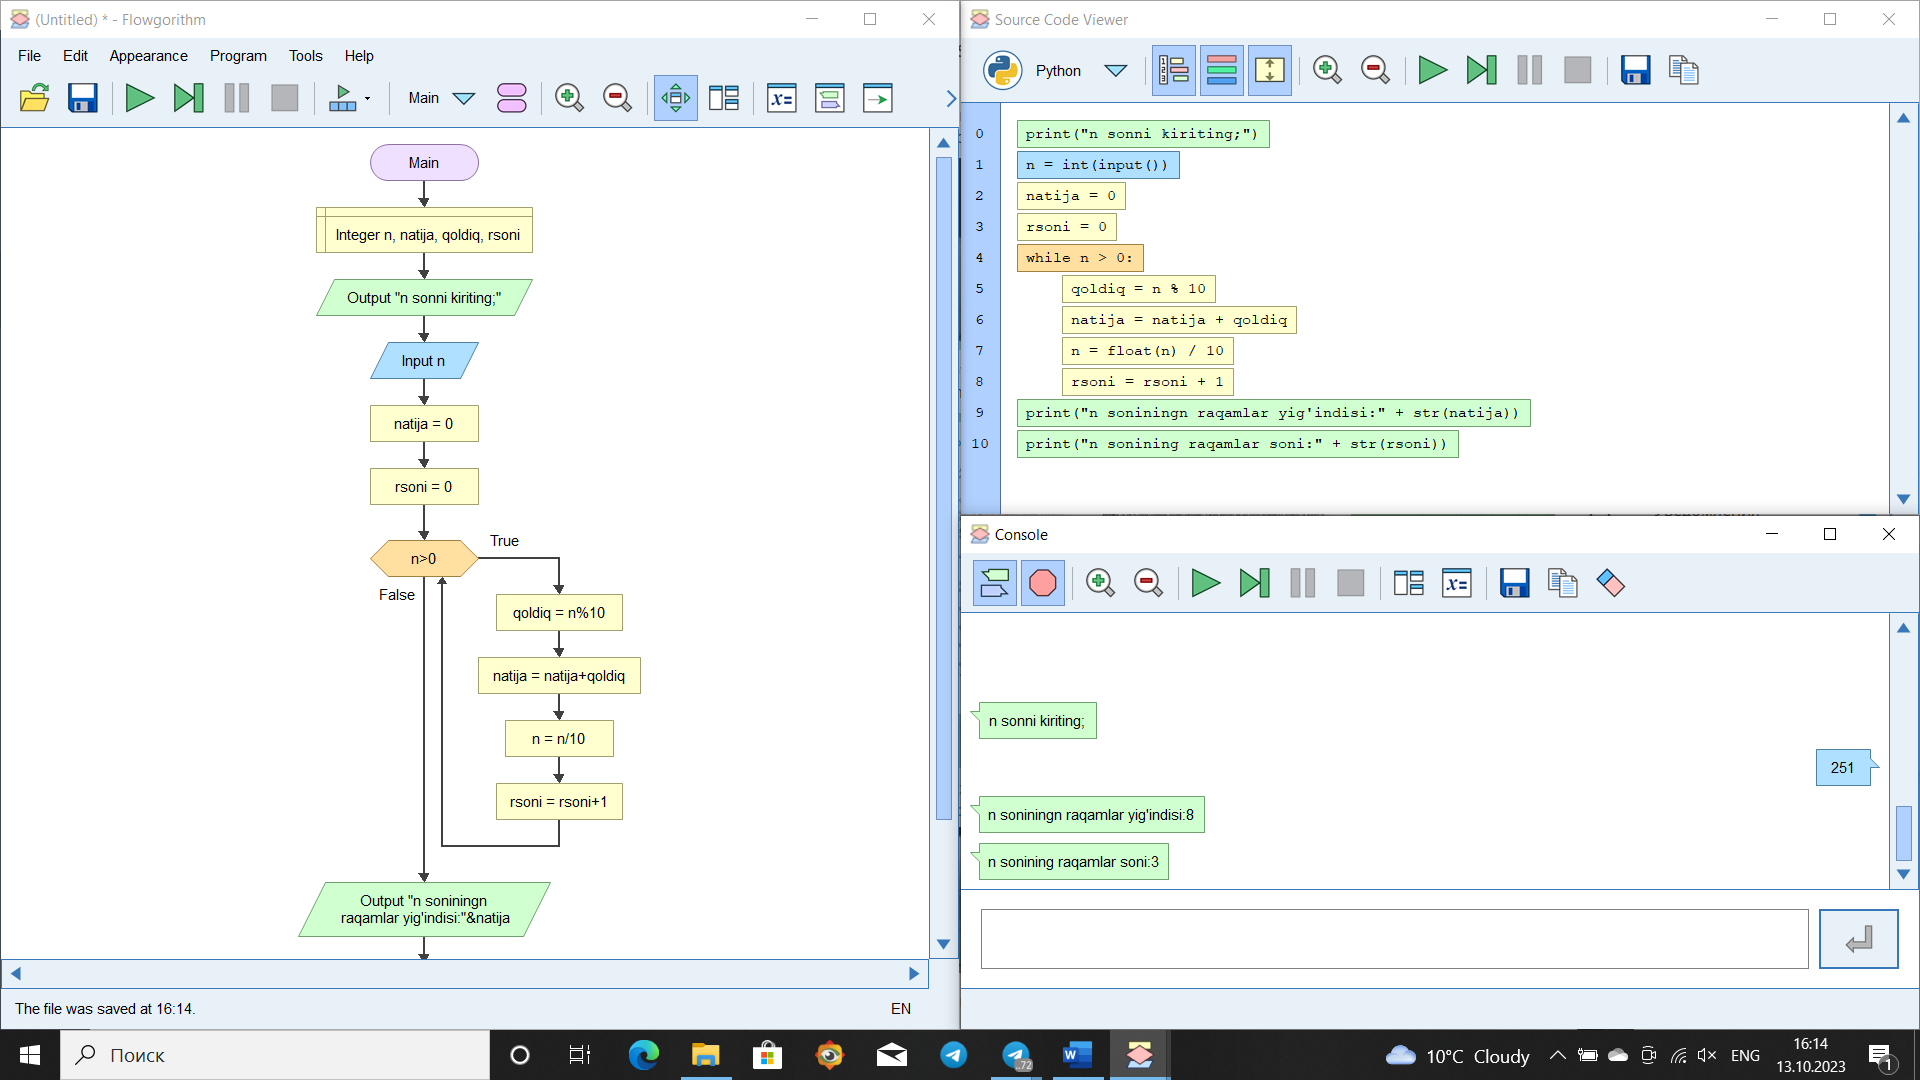 (Untitled) * - Flowgorithm
File Edit Appearance Program Tools Help
Main
Main
Integer n, natija, qoldiq, rsoni
Output "n sonni kiriting;"
Input n
natija = 0
rsoni = 0
n>0
True
False
qoldiq = n%10
natija = natija+qoldiq
n = n/10
rsoni = rsoni+1
Output "n soniningn
raqamlar yig'indisi:"&natija
The file was saved at 16:14.
EN
Source Code Viewer
Python
0 print("n sonni kiriting;")
1 n = int(input())
2 natija = 0
3 rsoni = 0
4 while n > 0:
5 qoldiq = n % 10
6 natija = natija + qoldiq
7 n = float(n) / 10
8 rsoni = rsoni + 1
9 print("n soniningn raqamlar yig'indisi:" + str(natija))
10 print("n sonining raqamlar soni:" + str(rsoni))
Console
n sonni kiriting;
251
n soniningn raqamlar yig'indisi:8
n sonining raqamlar soni:3
Поиск
..72
10°C Cloudy
ENG
16:14
13.10.2023
1